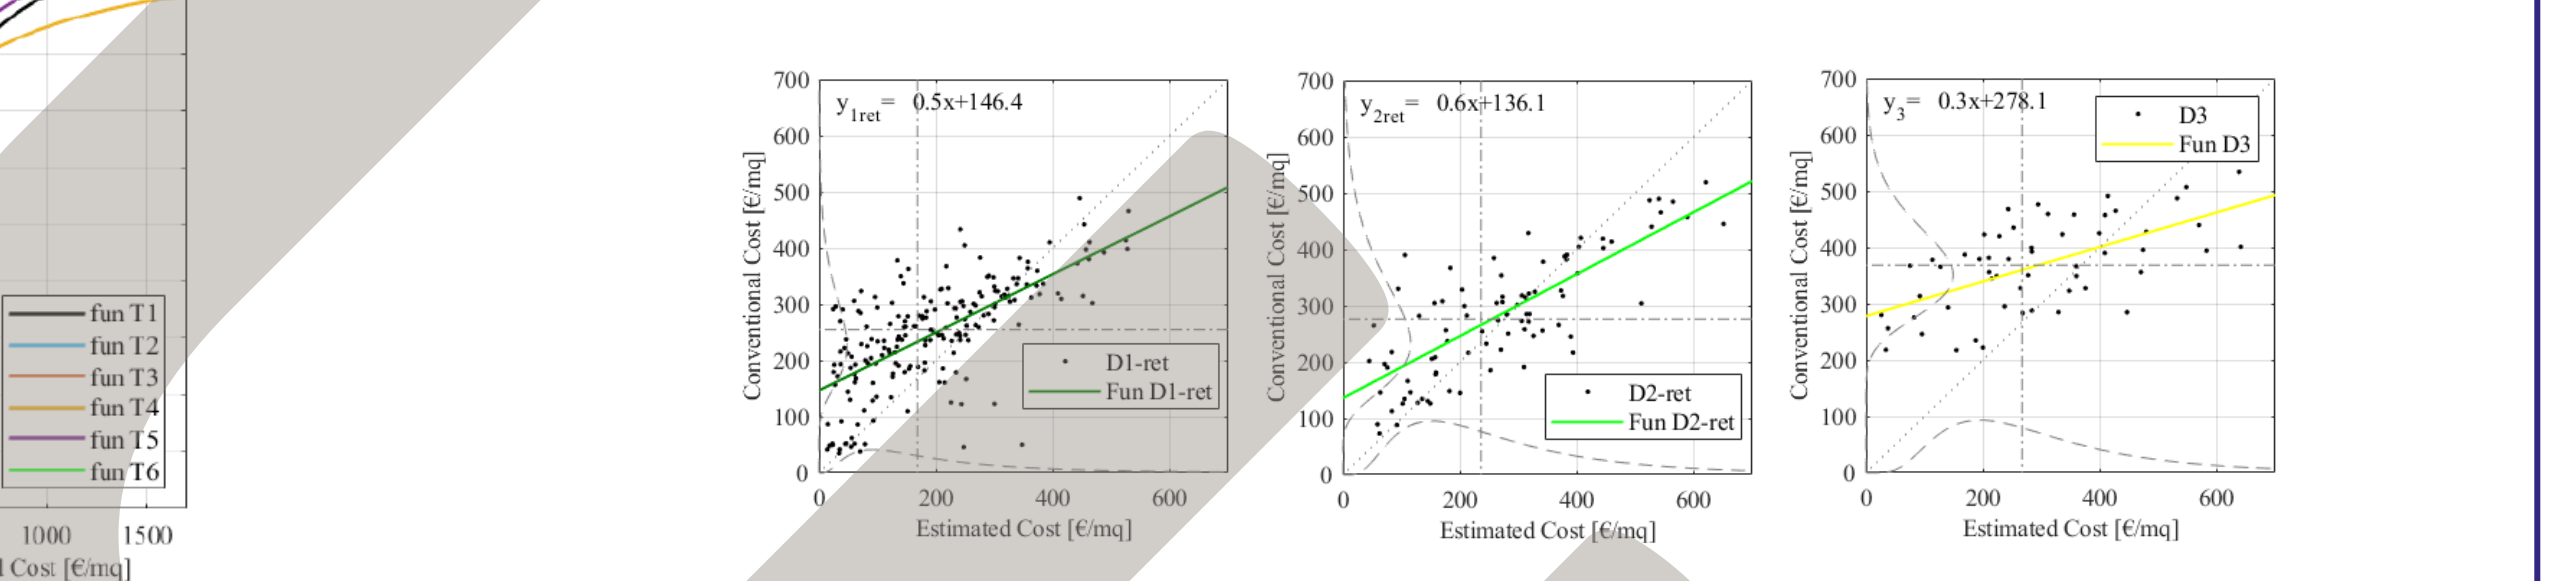 fun T1
fun T2
fun T3
fun T4
fun T5
fun T6
1000 1500
Cost [€/mq]
700
600
500
400
300
200
100
0
Conventional Cost [€/mq]
y1ret= 0.5x+146.4
D1-ret
Fun D1-ret
0 200 400 600
Estimated Cost [€/mq]
700
600
500
400
300
200
100
0
Conventional Cost [€/mq]
y2ret= 0.6x+136.1
D2-ret
Fun D2-ret
0 200 400 600
Estimated Cost [€/mq]
700
600
500
400
300
200
100
0
Conventional Cost [€/mq]
y3= 0.3x+278.1
D3
Fun D3
0 200 400 600
Estimated Cost [€/mq]